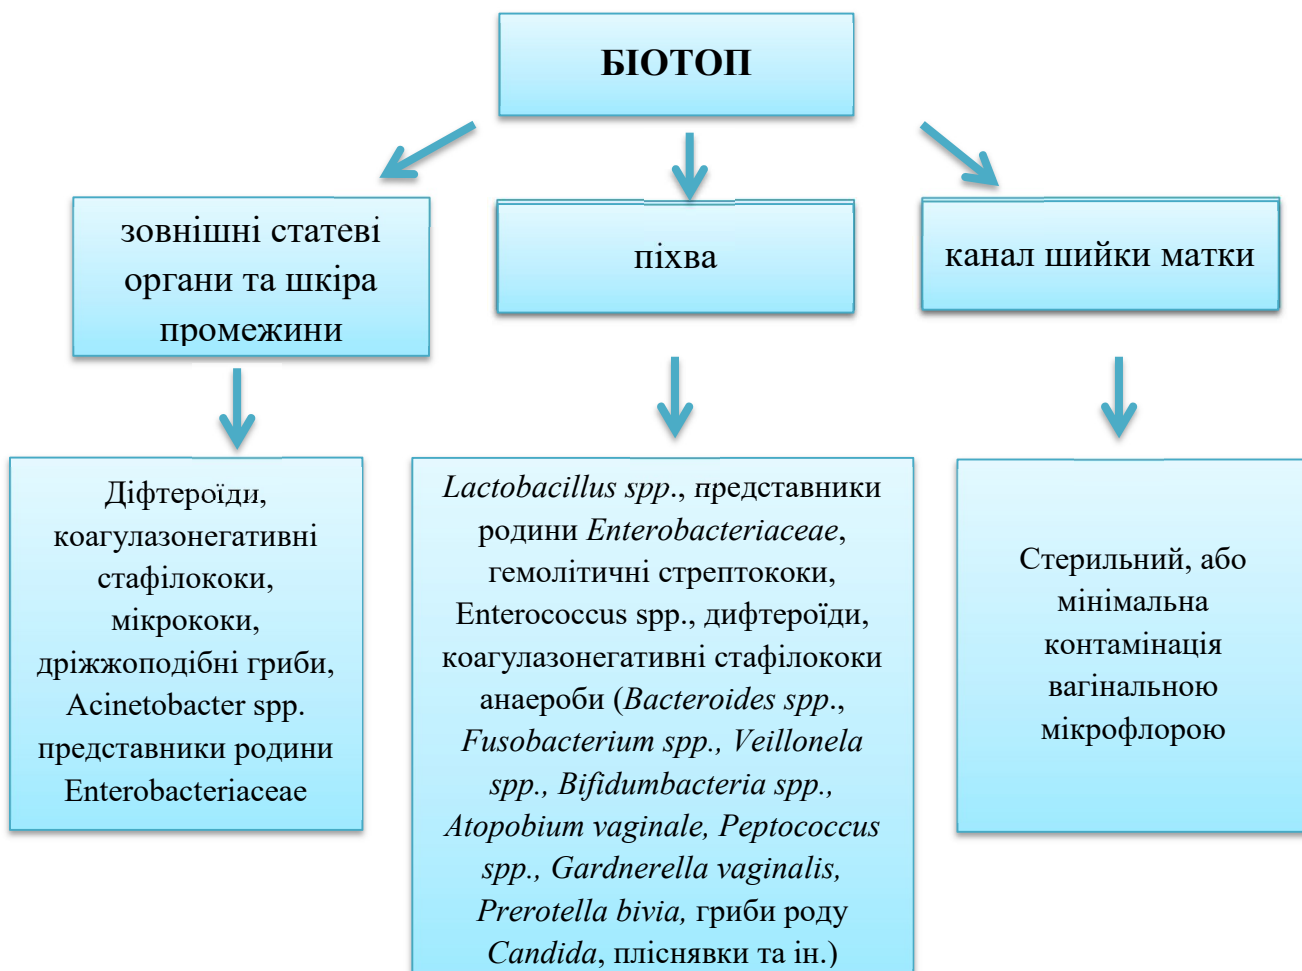 БІОТОП
зовнішні статеві
органи та шкіра
промежини
піхва
канал шийки матки
Діфтероїди,
коагулазонегативні
стафілококи,
мікрококи,
дріжжоподібні гриби,
Acinetobacter spp.
представники родини
Enterobacteriaceae
Lactobacillus spp., представники
родини Enterobacteriaceae,
гемолітичні стрептококи,
Enterococcus spp., дифтероїди,
коагулазонегативні стафілококи
анаероби (Bacteroides spp.,
Fusobacterium spp., Veillonela
spp., Bifidumbacteria spp.,
Atopobium vaginale, Peptococcus
spp., Gardnerella vaginalis,
Prerotella bivia, гриби роду
Candida, пліснявки та ін.)
Стерильний, або
мінімальна
контамінація
вагінальною
мікрофлорою